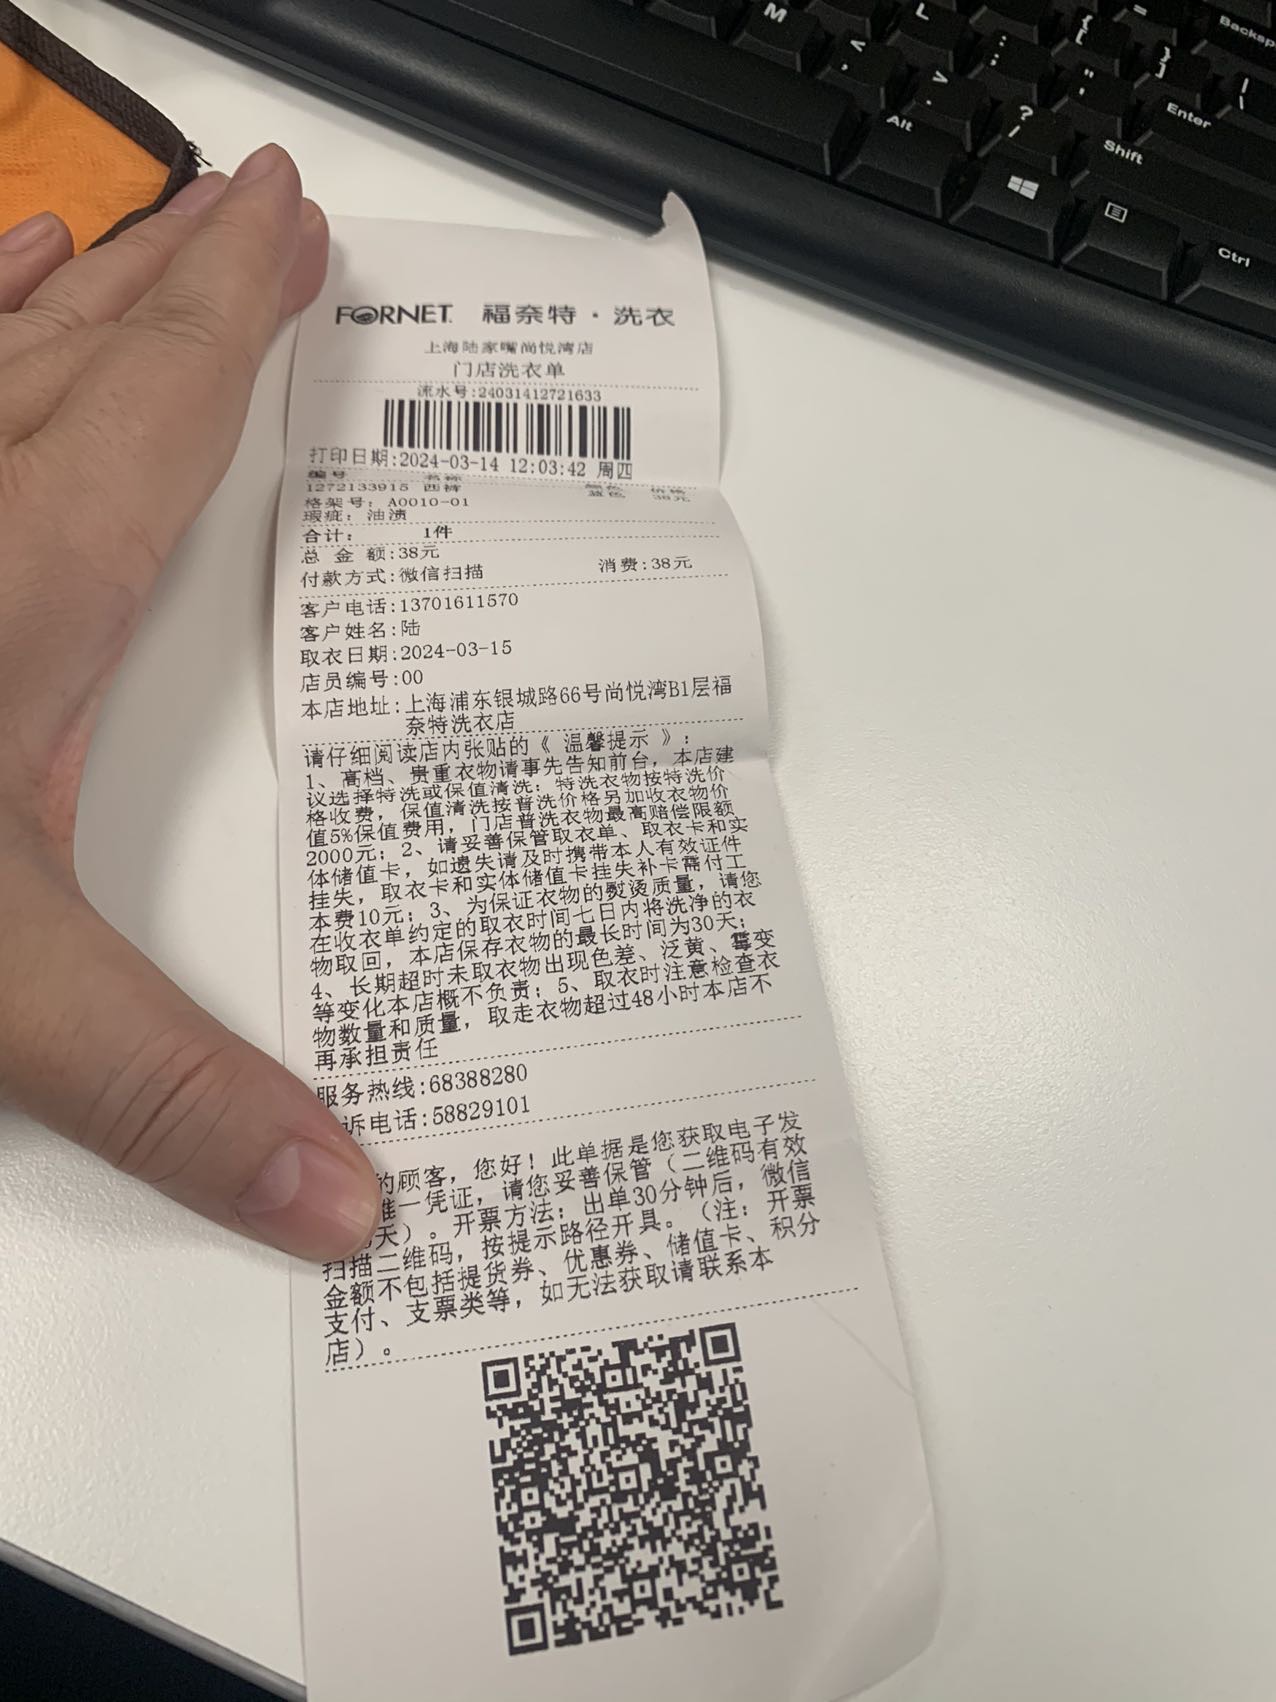 FORNET 福奈特·洗衣
上海陆家嘴尚悦湾店
门店洗衣单
流水号:24031412721633
打印日期:2024-03-14 12:03:42 周四
编号 名称 颜色 价格
1272133915 西裤 蓝色 38元
格架号: A0010-01
瑕疵: 油渍
合计: 1件
总 金 额:38元
付款方式:微信扫描 消费:38元
客户电话:13701611570
客户姓名:陆
取衣日期:2024-03-15
店员编号:00
本店地址:上海浦东银城路66号尚悦湾B1层福
奈特洗衣店
请仔细阅读店内张贴的《 温馨提示 》:
1、高档、贵重衣物请事先告知前台,本店建
议选择特洗或保值清洗;特洗衣物按特洗价
格收费,保值清洗按普洗价格另加收衣物价
值5%保值费用,门店普洗衣物最高赔偿限额
2000元;2、请妥善保管取衣单、取衣卡和实
体储值卡,如遗失请及时携带本人有效证件
挂失,取衣卡和实体储值卡挂失补卡需付工
本费10元;3、为保证衣物的熨烫质量,请您
在收衣单约定的取衣时间七日内将洗净的衣
物取回,本店保存衣物的最长时间为30天;
4、长期超时未取衣物出现色差、泛黄、霉变
等变化本店概不负责;5、取衣时注意检查衣
物数量和质量,取走衣物超过48小时本店不
再承担责任
服务热线:68388280
诉电话:58829101
的顾客,您好!此单据是您获取电子发
唯一凭证,请您妥善保管(二维码有效
天)。开票方法:出单30分钟后,微信
扫描二维码,按提示路径开具。(注:开票
金额不包括提货券、优惠券、储值卡、积分
支付、支票类等,如无法获取请联系本
店)。
M
L
Alt
Enter
Shift
Backsp
Ctrl